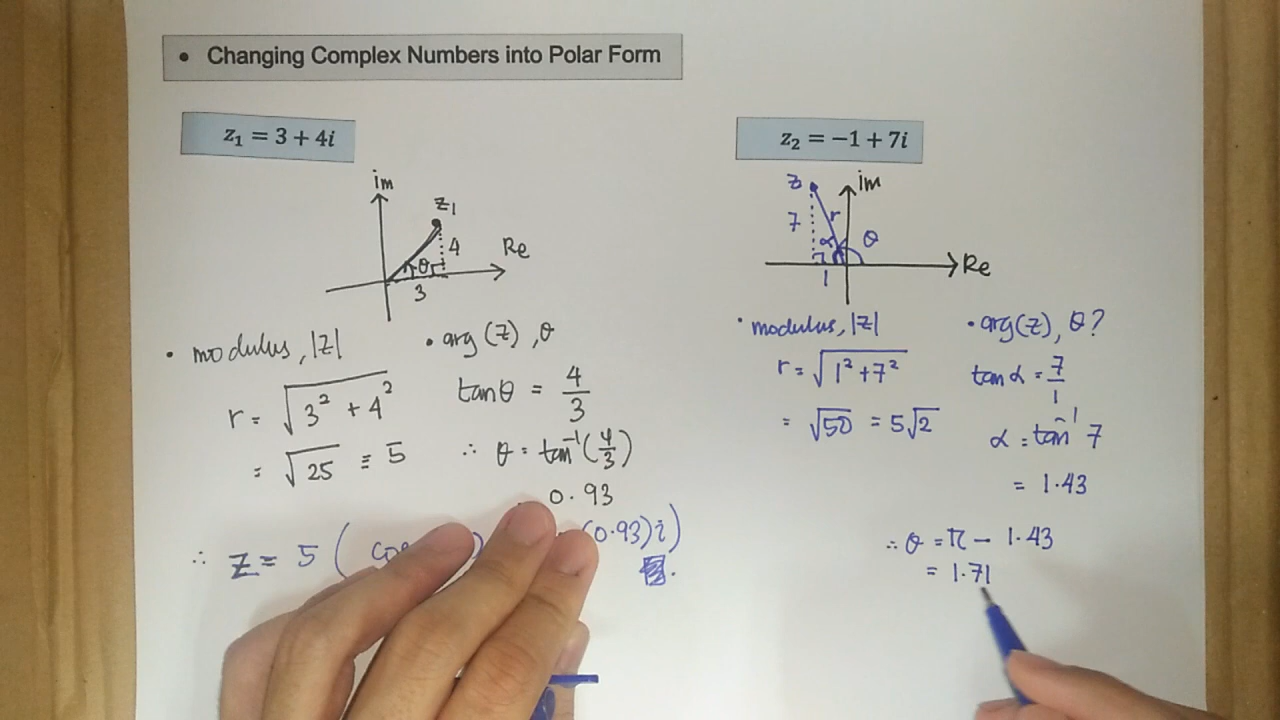 • Changing Complex Numbers into Polar Form
z₁ = 3 + 4i
im
z₁
4
Re
θ
3
• modulus, |z|
r = √(3² + 4²)
= √25 = 5
• arg(z), θ
tanθ = 4/3
∴ θ = tan⁻¹(4/3)
0.93
∴ z = 5 (cos (0.93)i)
z₂ = -1 + 7i
z
im
7
r
α
θ
Re
1
• modulus, |z|
r = √(1² + 7²)
= √50 = 5√2
• arg(z), θ?
tan α = 7/1
α = tan⁻¹ 7
= 1.43
∴ θ = π - 1.43
= 1.71